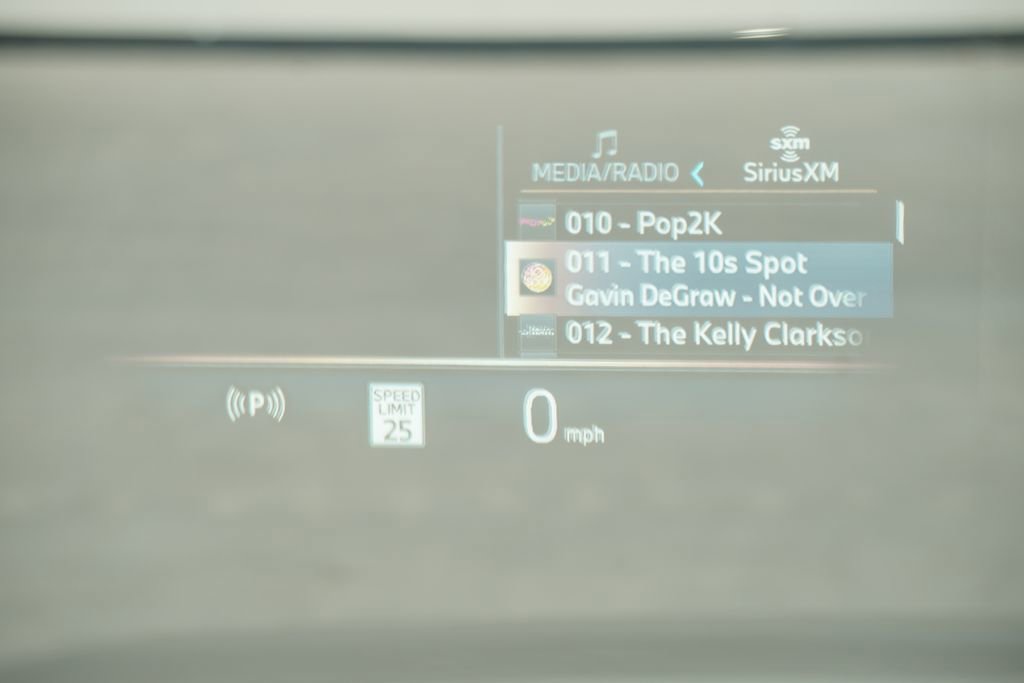 sxm
MEDIA/RADIO SiriusXM
010 - Pop2K
011 - The 10s Spot
Gavin DeGraw - Not Over
012 - The Kelly Clarkso
P
SPEED
LIMIT
25
0 mph